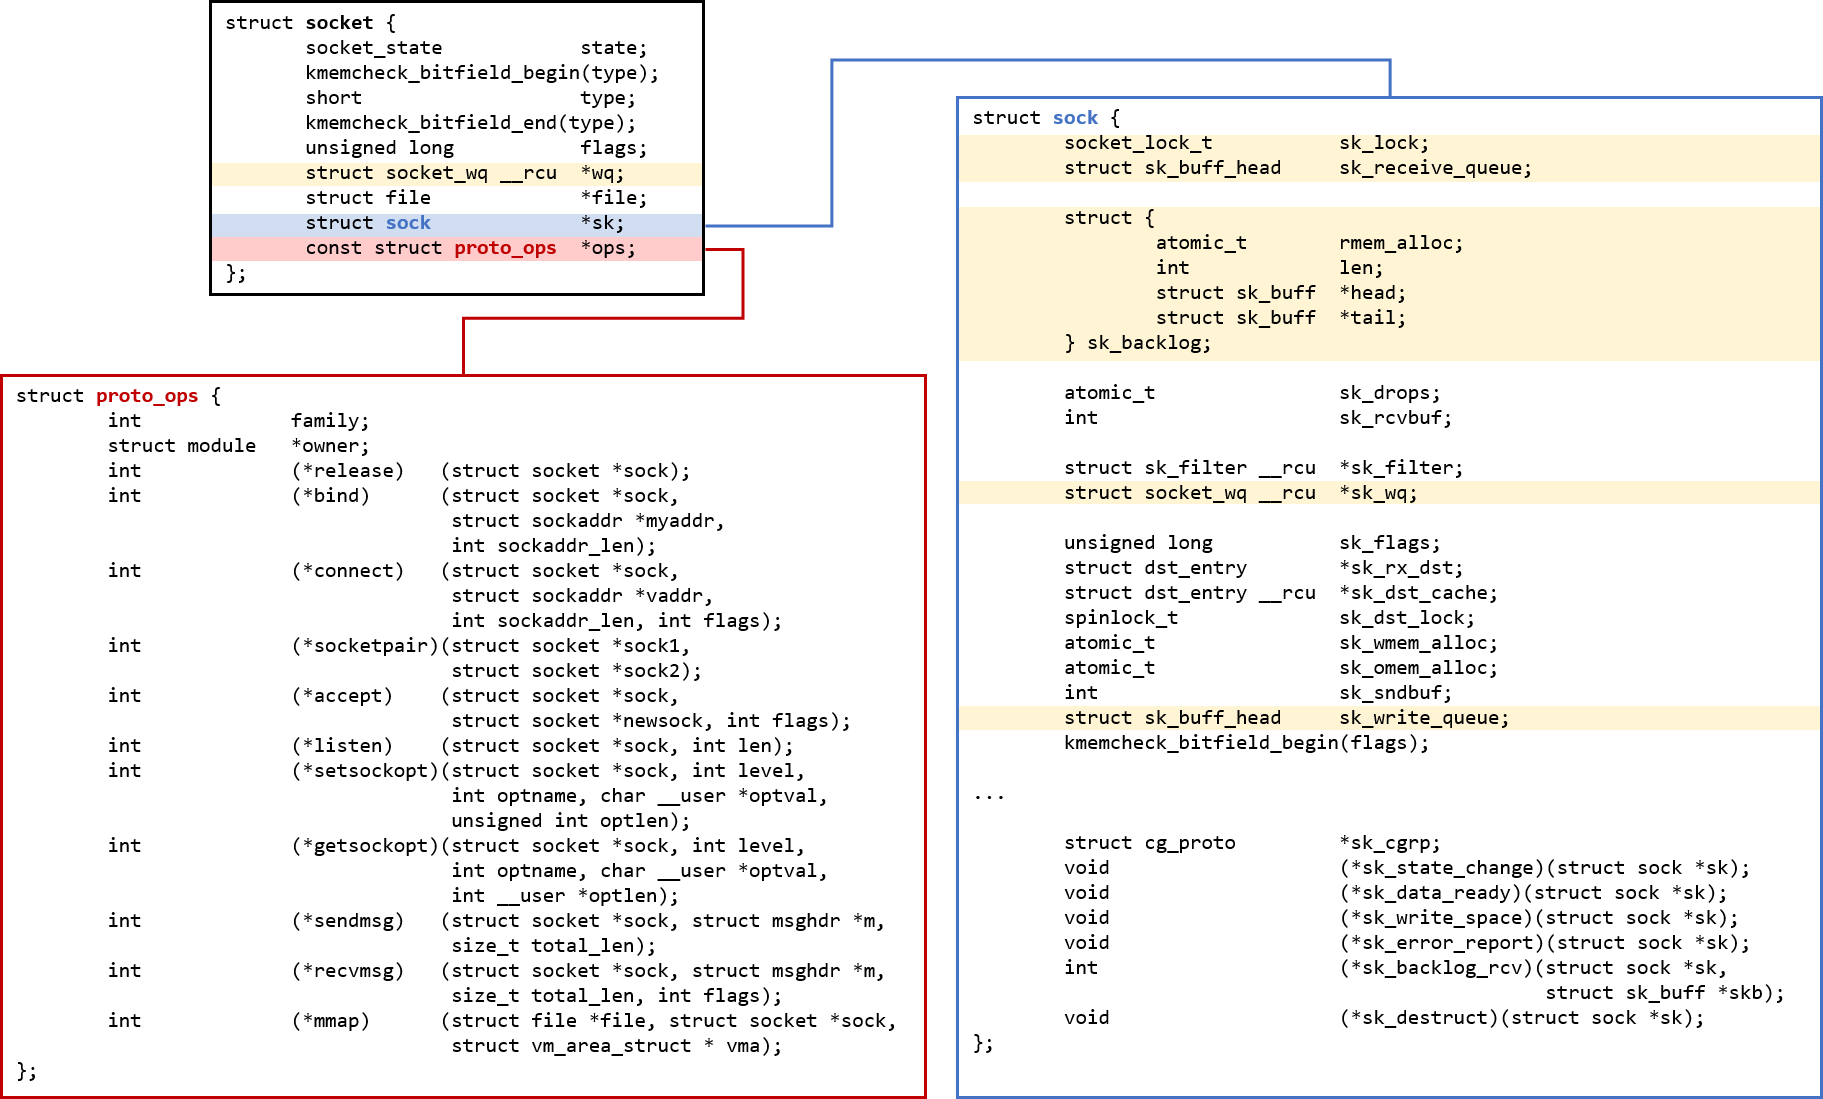 struct socket {
socket_state state;
kmemcheck_bitfield_begin(type);
short type;
kmemcheck_bitfield_end(type);
unsigned long flags;
struct socket_wq __rcu *wq;
struct file *file;
struct sock *sk;
const struct proto_ops *ops;
};
struct proto_ops {
int family;
struct module *owner;
int (*release) (struct socket *sock);
int (*bind) (struct socket *sock,
struct sockaddr *myaddr,
int sockaddr_len);
int (*connect) (struct socket *sock,
struct sockaddr *vaddr,
int sockaddr_len, int flags);
int (*socketpair)(struct socket *sock1,
struct socket *sock2);
int (*accept) (struct socket *sock,
struct socket *newsock, int flags);
int (*listen) (struct socket *sock, int len);
int (*setsockopt)(struct socket *sock, int level,
int optname, char __user *optval,
unsigned int optlen);
int (*getsockopt)(struct socket *sock, int level,
int optname, char __user *optval,
int __user *optlen);
int (*sendmsg) (struct socket *sock, struct msghdr *m,
size_t total_len);
int (*recvmsg) (struct socket *sock, struct msghdr *m,
size_t total_len, int flags);
int (*mmap) (struct file *file, struct socket *sock,
struct vm_area_struct * vma);
};
struct sock {
socket_lock_t sk_lock;
struct sk_buff_head sk_receive_queue;
struct {
atomic_t rmem_alloc;
int len;
struct sk_buff *head;
struct sk_buff *tail;
} sk_backlog;
atomic_t sk_drops;
int sk_rcvbuf;
struct sk_filter __rcu *sk_filter;
struct socket_wq __rcu *sk_wq;
unsigned long sk_flags;
struct dst_entry *sk_rx_dst;
struct dst_entry __rcu *sk_dst_cache;
spinlock_t sk_dst_lock;
atomic_t sk_wmem_alloc;
atomic_t sk_omem_alloc;
int sk_sndbuf;
struct sk_buff_head sk_write_queue;
kmemcheck_bitfield_begin(flags);
...
struct cg_proto *sk_cgrp;
void (*sk_state_change)(struct sock *sk);
void (*sk_data_ready)(struct sock *sk);
void (*sk_write_space)(struct sock *sk);
void (*sk_error_report)(struct sock *sk);
int (*sk_backlog_rcv)(struct sock *sk,
struct sk_buff *skb);
void (*sk_destruct)(struct sock *sk);
};